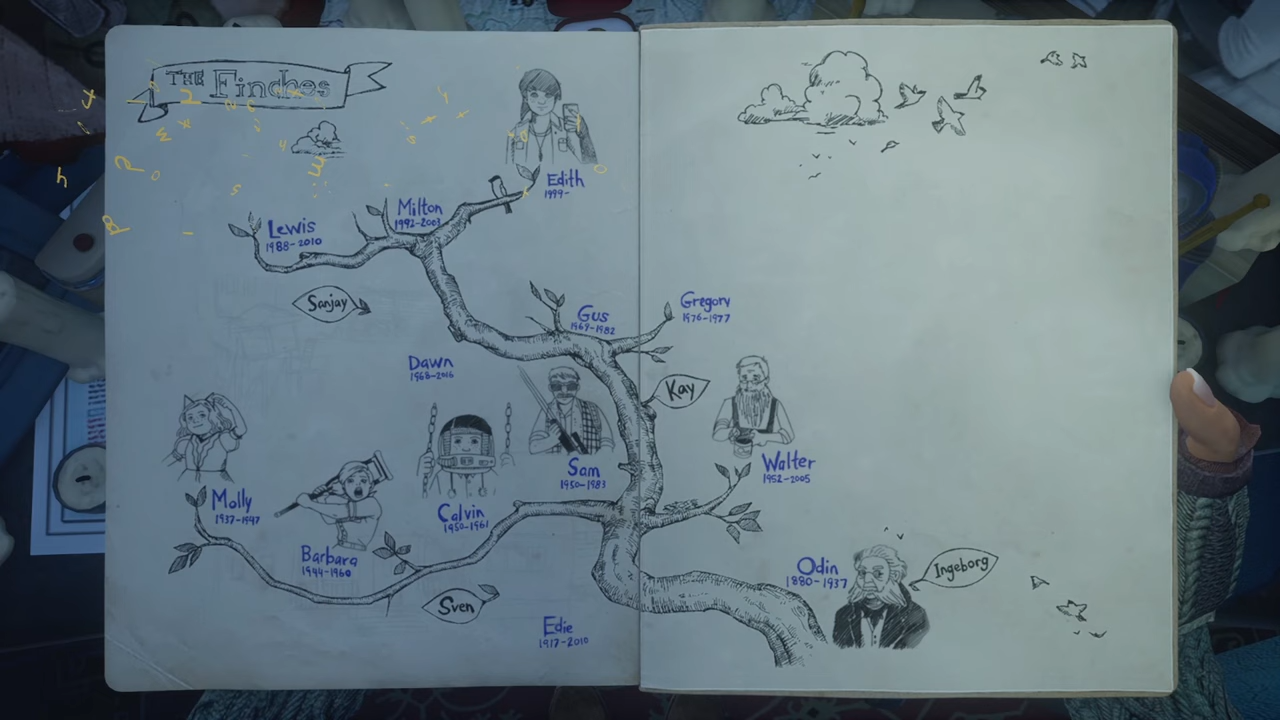 THE Finches
Edith
1999-
Milton
1992-2003
Lewis
1988-2010
Sanjay
Gus
1969-1982
Gregory
1976-1977
Dawn
1968-2016
Kay
Sam
1950-1983
Walter
1952-2005
Molly
1937-1947
Calvin
1950-1961
Barbara
1944-1960
Sven
Odin
1880-1937
Ingeborg
Edie
1917-2010